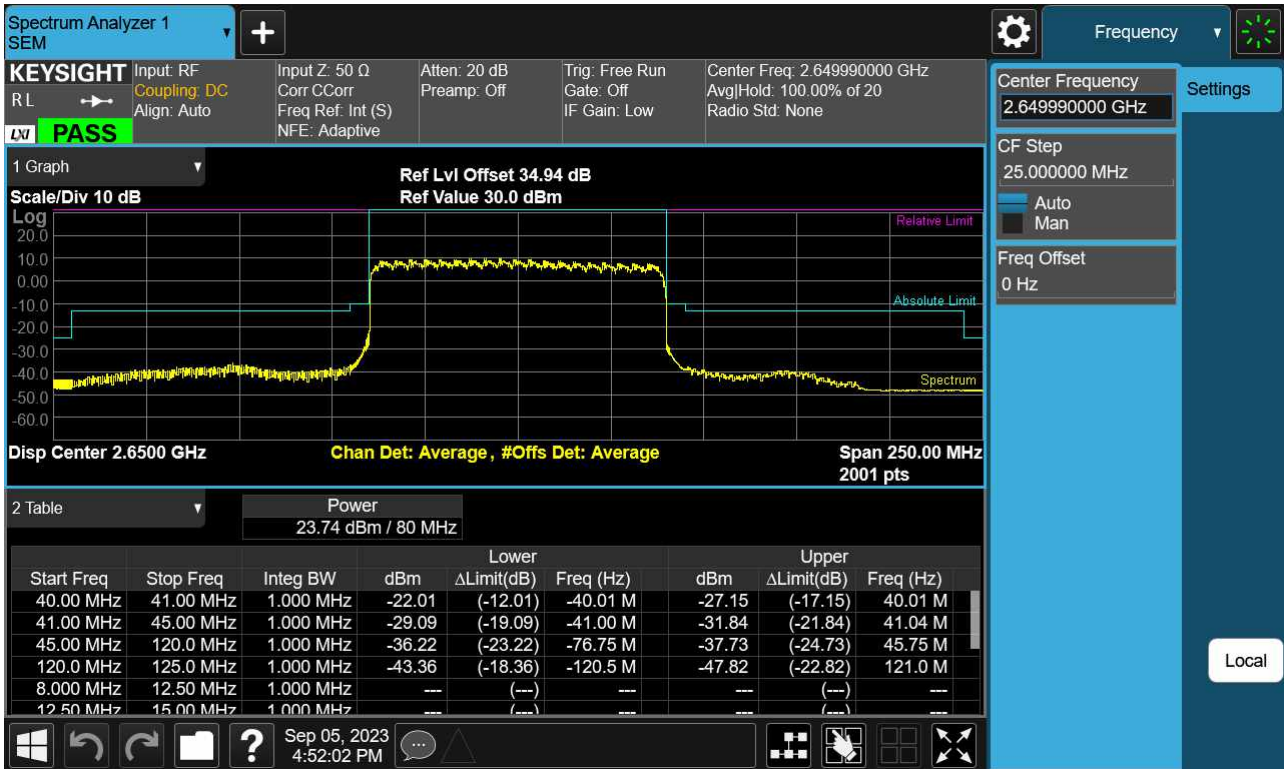 Spectrum Analyzer 1
SEM
+
Frequency
KEYSIGHT
R L
LXI
PASS
Input: RF
Coupling: DC
Align: Auto
Input Z: 50 Ω
Corr CCorr
Freq Ref: Int (S)
NFE: Adaptive
Atten: 20 dB
Preamp: Off
Trig: Free Run
Gate: Off
IF Gain: Low
Center Freq: 2.649990000 GHz
Avg|Hold: 100.00% of 20
Radio Std: None
Center Frequency
2.649990000 GHz
Settings
CF Step
25.000000 MHz
Auto
Man
Freq Offset
0 Hz
Local
1 Graph
Scale/Div 10 dB
Ref Lvl Offset 34.94 dB
Ref Value 30.0 dBm
Log
20.0
10.0
0.00
-10.0
-20.0
-30.0
-40.0
-50.0
-60.0
Relative Limit
Absolute Limit
Spectrum
Disp Center 2.6500 GHz
Chan Det: Average, #Offs Det: Average
Span 250.00 MHz
2001 pts
2 Table
Power
23.74 dBm / 80 MHz
Lower Upper
Start Freq Stop Freq Integ BW dBm ΔLimit(dB) Freq (Hz) dBm ΔLimit(dB) Freq (Hz)
40.00 MHz 41.00 MHz 1.000 MHz -22.01 (-12.01) -40.01 M -27.15 (-17.15) 40.01 M
41.00 MHz 45.00 MHz 1.000 MHz -29.09 (-19.09) -41.00 M -31.84 (-21.84) 41.04 M
45.00 MHz 120.0 MHz 1.000 MHz -36.22 (-23.22) -76.75 M -37.73 (-24.73) 45.75 M
120.0 MHz 125.0 MHz 1.000 MHz -43.36 (-18.36) -120.5 M -47.82 (-22.82) 121.0 M
8.000 MHz 12.50 MHz 1.000 MHz --- (---) --- --- (---) ---
12.50 MHz 15.00 MHz 1.000 MHz --- (---) --- --- (---) ---
?
Sep 05, 2023
4:52:02 PM